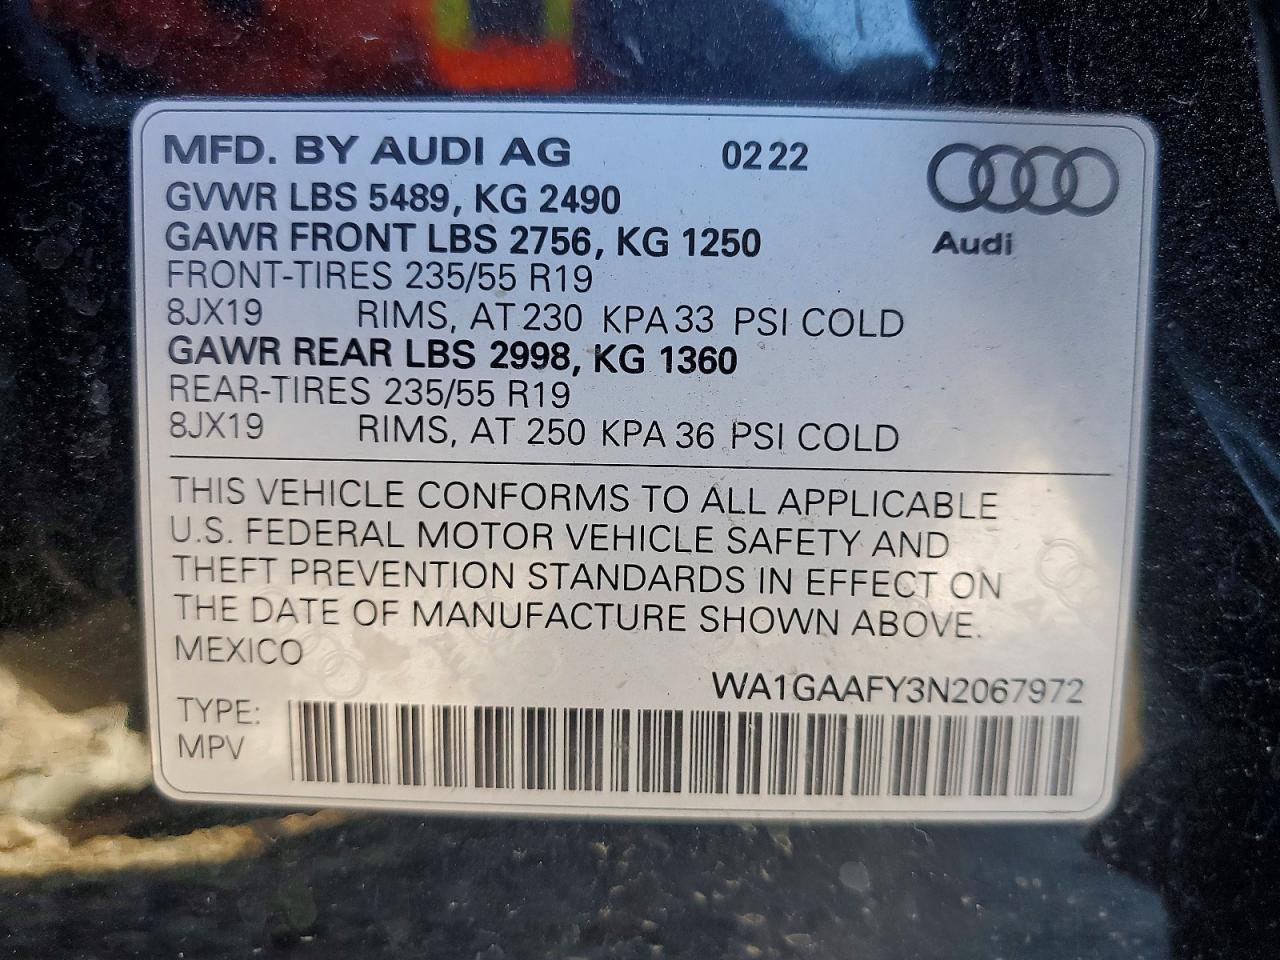 MFD. BY AUDI AG 02 22
GVWR LBS 5489, KG 2490
GAWR FRONT LBS 2756, KG 1250
Audi
FRONT-TIRES 235/55 R19
8JX19 RIMS, AT 230 KPA 33 PSI COLD
GAWR REAR LBS 2998, KG 1360
REAR-TIRES 235/55 R19
8JX19 RIMS, AT 250 KPA 36 PSI COLD
THIS VEHICLE CONFORMS TO ALL APPLICABLE
U.S. FEDERAL MOTOR VEHICLE SAFETY AND
THEFT PREVENTION STANDARDS IN EFFECT ON
THE DATE OF MANUFACTURE SHOWN ABOVE.
MEXICO
WA1GAAFY3N2067972
TYPE:
MPV